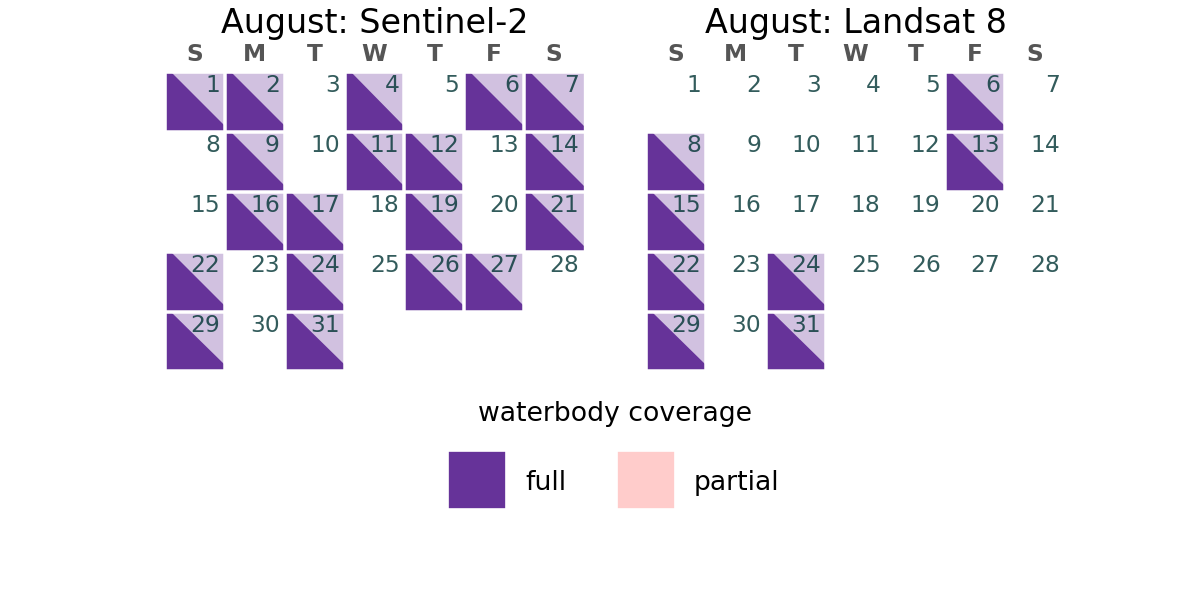 August: Sentinel-2
S M T W T F S
1 2 3 4 5 6 7
8 9 10 11 12 13 14
15 16 17 18 19 20 21
22 23 24 25 26 27 28
29 30 31
August: Landsat 8
S M T W T F S
1 2 3 4 5 6 7
8 9 10 11 12 13 14
15 16 17 18 19 20 21
22 23 24 25 26 27 28
29 30 31
waterbody coverage
full partial